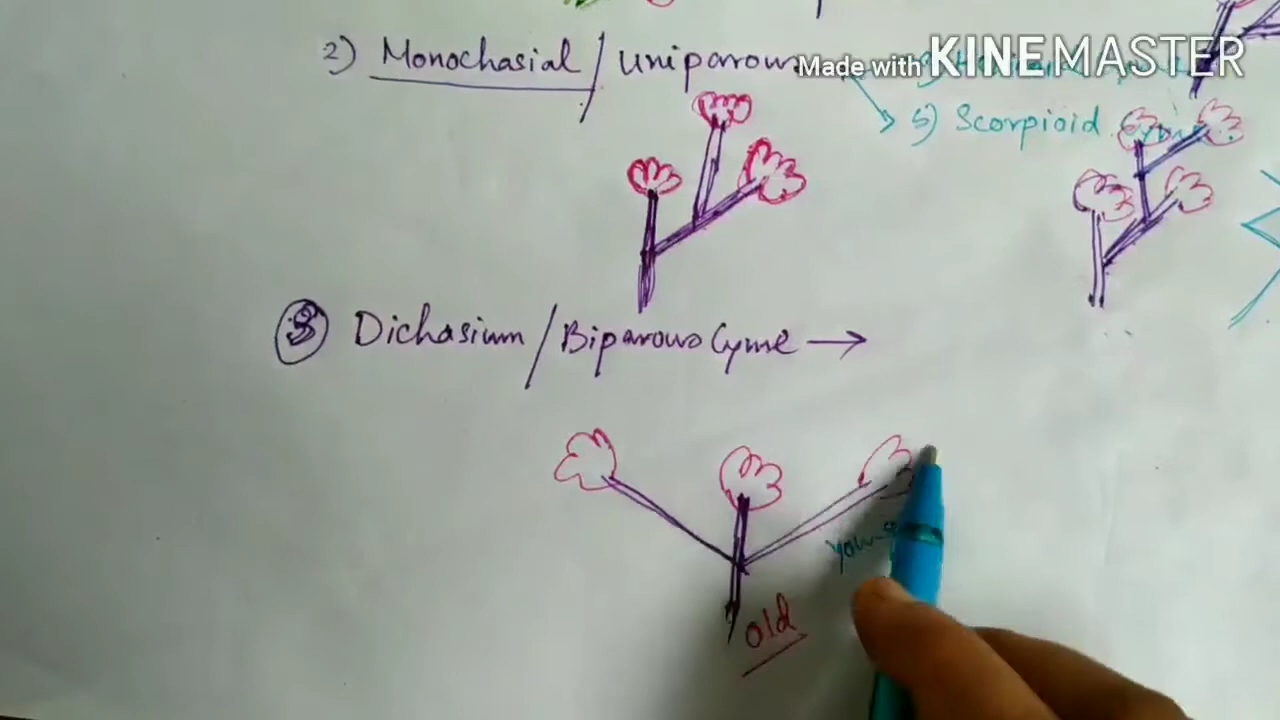 2) Monochasial / Uniparous
Made with KINEMASTER
5) Scorpioid
3 Dichasium / Biparous Cyme →
old